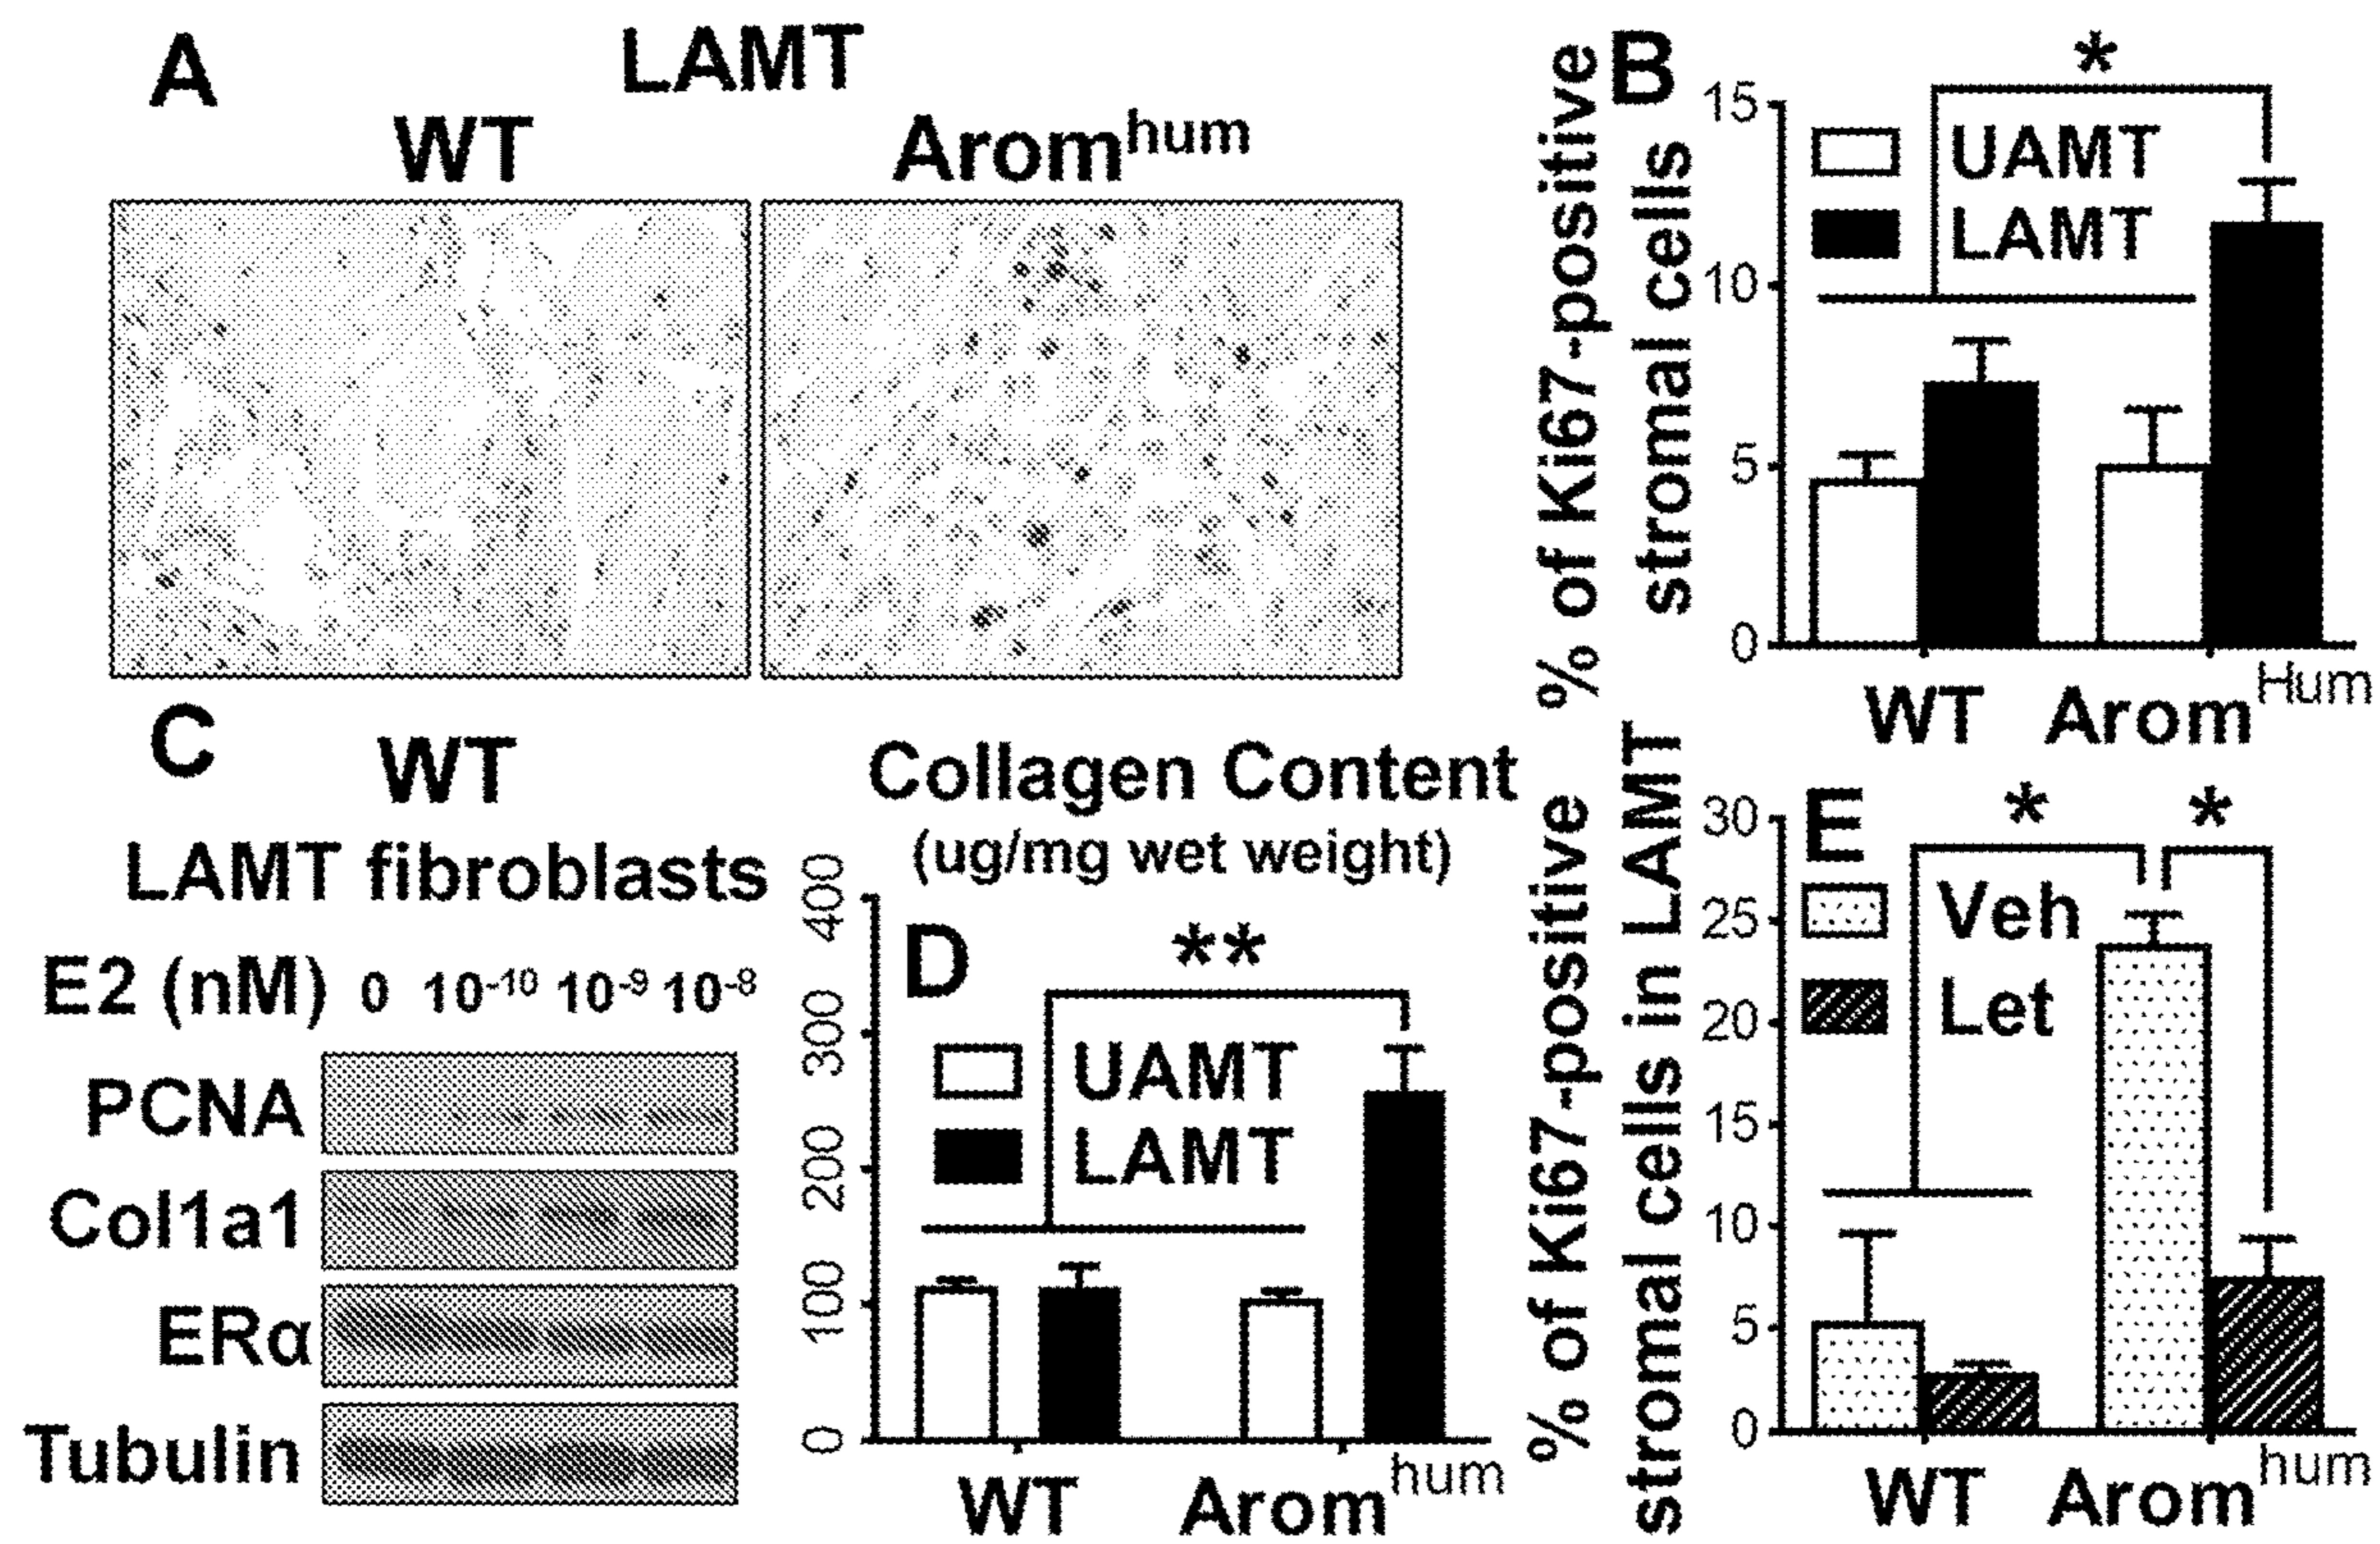 A
LAMT
WT
Arom^hum
B
% of Ki67-positive
stromal cells
15
10
5
0
*
UAMT
LAMT
WT
Arom^Hum
C
WT
LAMT fibroblasts
E2 (nM) 0 10^-10 10^-9 10^-8
PCNA
Col1a1
ERα
Tubulin
Collagen Content
(ug/mg wet weight)
D
400
300
200
100
0
**
UAMT
LAMT
WT
Arom^hum
% of Ki67-positive
stromal cells in LAMT
E
30
25
20
15
10
5
0
* *
Veh
Let
WT
Arom^hum